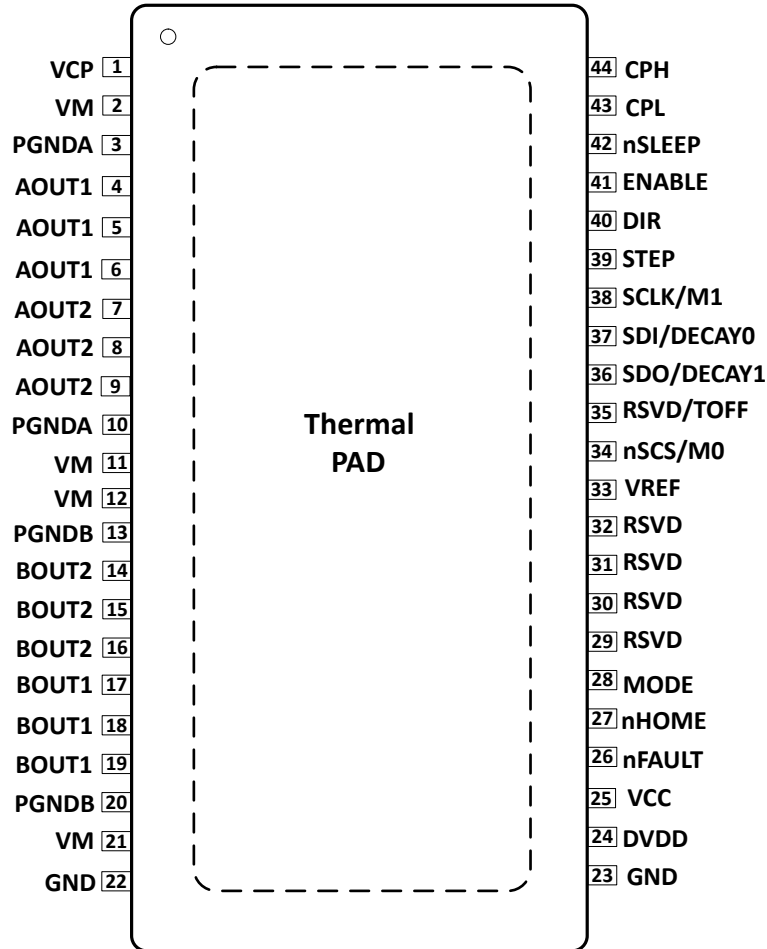 VCP 1
VM 2
PGNDA 3
AOUT1 4
AOUT1 5
AOUT1 6
AOUT2 7
AOUT2 8
AOUT2 9
PGNDA 10
VM 11
VM 12
PGNDB 13
BOUT2 14
BOUT2 15
BOUT2 16
BOUT1 17
BOUT1 18
BOUT1 19
PGNDB 20
VM 21
GND 22
Thermal
PAD
44 CPH
43 CPL
42 nSLEEP
41 ENABLE
40 DIR
39 STEP
38 SCLK/M1
37 SDI/DECAY0
36 SDO/DECAY1
35 RSVD/TOFF
34 nSCS/M0
33 VREF
32 RSVD
31 RSVD
30 RSVD
29 RSVD
28 MODE
27 nHOME
26 nFAULT
25 VCC
24 DVDD
23 GND